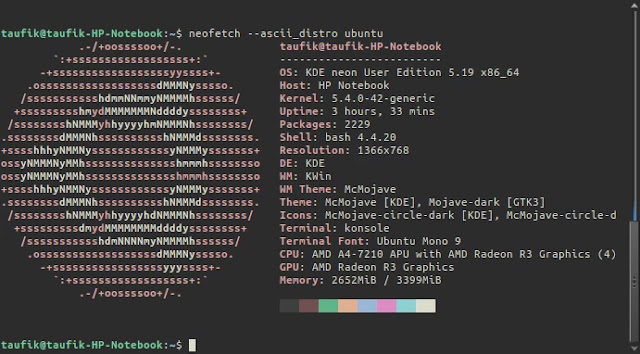 taufik@taufik-HP-Notebook:~$ neofetch --ascii_distro ubuntu
.-/+oossssoo+/-. taufik@taufik-HP-Notebook
`:+ssssssssssssssssss+:` -------------------------
-+ssssssssssssssssssyyssss+- OS: KDE neon User Edition 5.19 x86_64
.ossssssssssssssssssdMMMNysssso. Host: HP Notebook
/ssssssssssshdmmNNmmyNMMMMhssssss/ Kernel: 5.4.0-42-generic
+ssssssssshmydMMMMMMMNddddyssssssss+ Uptime: 3 hours, 33 mins
/sssssssshNMMMyhhyyyyhmNMMMNhssssssss/ Packages: 2229
.ssssssssdMMMNhsssssssssshNMMMdssssssss. Shell: bash 4.4.20
+sssshhhyNMMNyssssssssssssyNMMMysssssss+ Resolution: 1366x768
ossyNMMMNyMMhsssssssssssssshmmmhssssssso DE: KDE
ossyNMMMNyMMhsssssssssssssshmmmhssssssso WM: KWin
+sssshhhyNMMNyssssssssssssyNMMMysssssss+ WM Theme: McMojave
.ssssssssdMMMNhsssssssssshNMMMdssssssss. Theme: McMojave [KDE], Mojave-dark [GTK3]
/sssssssshNMMMyhhyyyyhdNMMMNhssssssss/ Icons: McMojave-circle-dark [KDE], McMojave-circle-d
+sssssssssdmydMMMMMMMMddddyssssssss+ Terminal: konsole
/ssssssssssshdmNNNNmyNMMMMhssssss/ Terminal Font: Ubuntu Mono 9
.ossssssssssssssssssdMMMNysssso. CPU: AMD A4-7210 APU with AMD Radeon R3 Graphics (4)
-+sssssssssssssssssyyyssss+- GPU: AMD Radeon R3 Graphics
`:+ssssssssssssssssss+:` Memory: 2652MiB / 3399MiB
.-/+oossssoo+/-.
taufik@taufik-HP-Notebook:~$